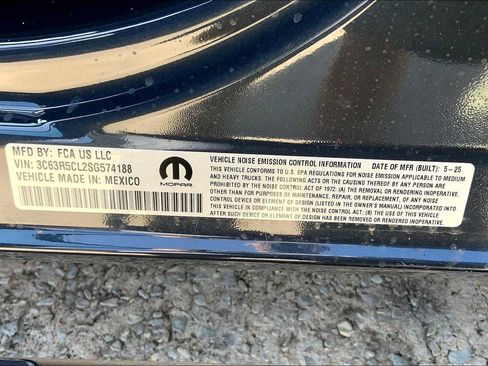 MFD BY: FCA US LLC
VIN: 3C63R5CL2SG574188
VEHICLE MADE IN: MEXICO
MOPAR
VEHICLE NOISE EMISSION CONTROL INFORMATION DATE OF MFR (BUILT): 5-25
THIS VEHICLE CONFORMS TO U.S. EPA REGULATIONS FOR NOISE EMISSION APPLICABLE TO MEDIUM
AND HEAVY TRUCKS. THE FOLLOWING ACTS OR THE CAUSING THEREOF BY ANY PERSON ARE
PROHIBITED BY THE NOISE CONTROL ACT OF 1972: (A) THE REMOVAL OR RENDERING INOPERATIVE
OTHER THAN FOR PURPOSES OF MAINTENANCE, REPAIR, OR REPLACEMENT, OF ANY NOISE CONTROL
DEVICE OR ELEMENT OF DESIGN (LISTED IN THE OWNER'S MANUAL) INCORPORATED INTO
THIS VEHICLE IN COMPLIANCE WITH THE NOISE CONTROL ACT; (B) THE USE OF THIS VEHICLE
AFTER SUCH DEVICE OR ELEMENT OF DESIGN HAS BEEN REMOVED OR RENDERED INOPERATIVE.